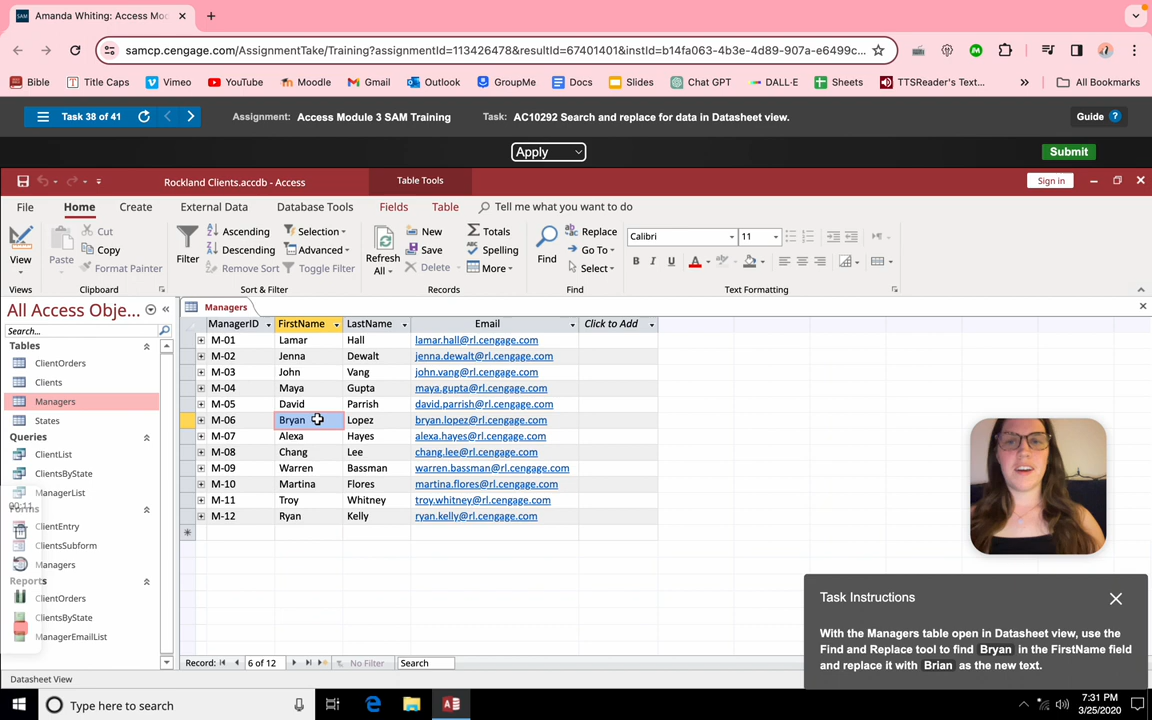 Amanda Whiting: Access Mod
samcp.cengage.com/AssignmentTake/Training?assignmentId=113426478&resultId=67401401&instId=b14fa063-4b3e-4d89-907a-e6499c...
Bible Title Caps Vimeo YouTube Moodle Gmail Outlook GroupMe Docs Slides Chat GPT DALL·E Sheets TTSReader's Text... » All Bookmarks
Task 38 of 41 Assignment: Access Module 3 SAM Training Task: AC10292 Search and replace for data in Datasheet view. Guide ?
Apply Submit
Rockland Clients.accdb - Access Table Tools Sign in
File Home Create External Data Database Tools Fields Table Tell me what you want to do
View Paste Cut Copy Format Painter Filter Ascending Descending Remove Sort Selection Advanced Toggle Filter Refresh All New Save Delete Totals Spelling More Find Replace Go To Select Calibri 11 B I U A
Views Clipboard Sort & Filter Records Find Text Formatting
All Access Obje... «
Search...
Tables
ClientOrders
Clients
Managers
States
Queries
ClientList
ClientsByState
ManagerList
00:11
Forms
ClientEntry
ClientsSubform
Managers
Reports
ClientOrders
ClientsByState
ManagerEmailList
Managers
ManagerID FirstName LastName Email Click to Add
M-01 Lamar Hall lamar.hall@rl.cengage.com
M-02 Jenna Dewalt jenna.dewalt@rl.cengage.com
M-03 John Vang john.vang@rl.cengage.com
M-04 Maya Gupta maya.gupta@rl.cengage.com
M-05 David Parrish david.parrish@rl.cengage.com
M-06 Bryan Lopez bryan.lopez@rl.cengage.com
M-07 Alexa Hayes alexa.hayes@rl.cengage.com
M-08 Chang Lee chang.lee@rl.cengage.com
M-09 Warren Bassman warren.bassman@rl.cengage.com
M-10 Martina Flores martina.flores@rl.cengage.com
M-11 Troy Whitney troy.whitney@rl.cengage.com
M-12 Ryan Kelly ryan.kelly@rl.cengage.com
Task Instructions
With the Managers table open in Datasheet view, use the
Find and Replace tool to find Bryan in the FirstName field
and replace it with Brian as the new text.
Record: 6 of 12 No Filter Search
Datasheet View
Type here to search
7:31 PM
3/25/2020